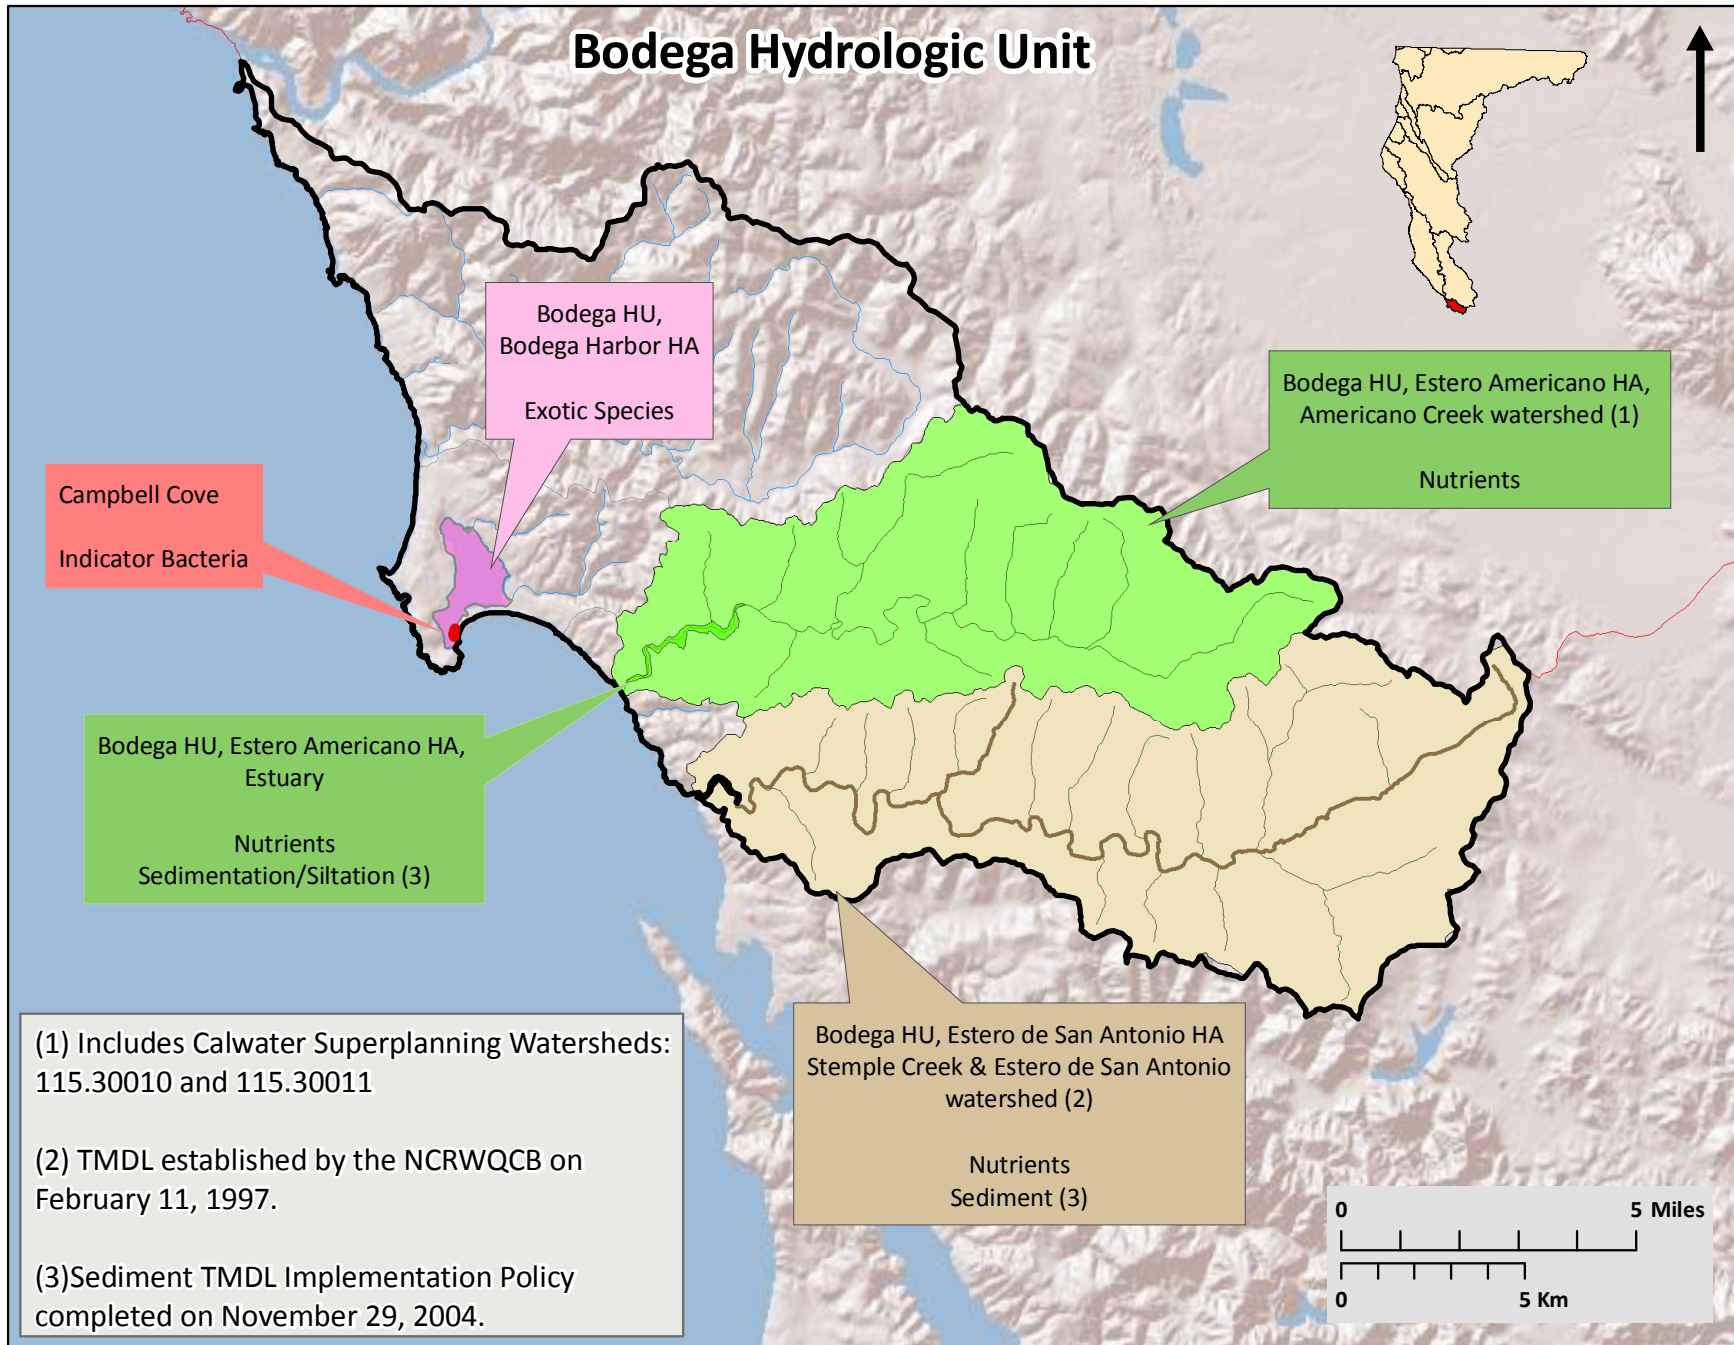 Bodega Hydrologic Unit
Bodega HU,
Bodega Harbor HA
Exotic Species
Bodega HU, Estero Americano HA,
Americano Creek watershed (1)
Nutrients
Campbell Cove
Indicator Bacteria
Bodega HU, Estero Americano HA,
Estuary
Nutrients
Sedimentation/Siltation (3)
Bodega HU, Estero de San Antonio HA
Stemple Creek & Estero de San Antonio
watershed (2)
Nutrients
Sediment (3)
(1) Includes Calwater Superplanning Watersheds:
115.30010 and 115.30011
(2) TMDL established by the NCRWQCB on
February 11, 1997.
(3)Sediment TMDL Implementation Policy
completed on November 29, 2004.
0 5 Miles
0 5 Km